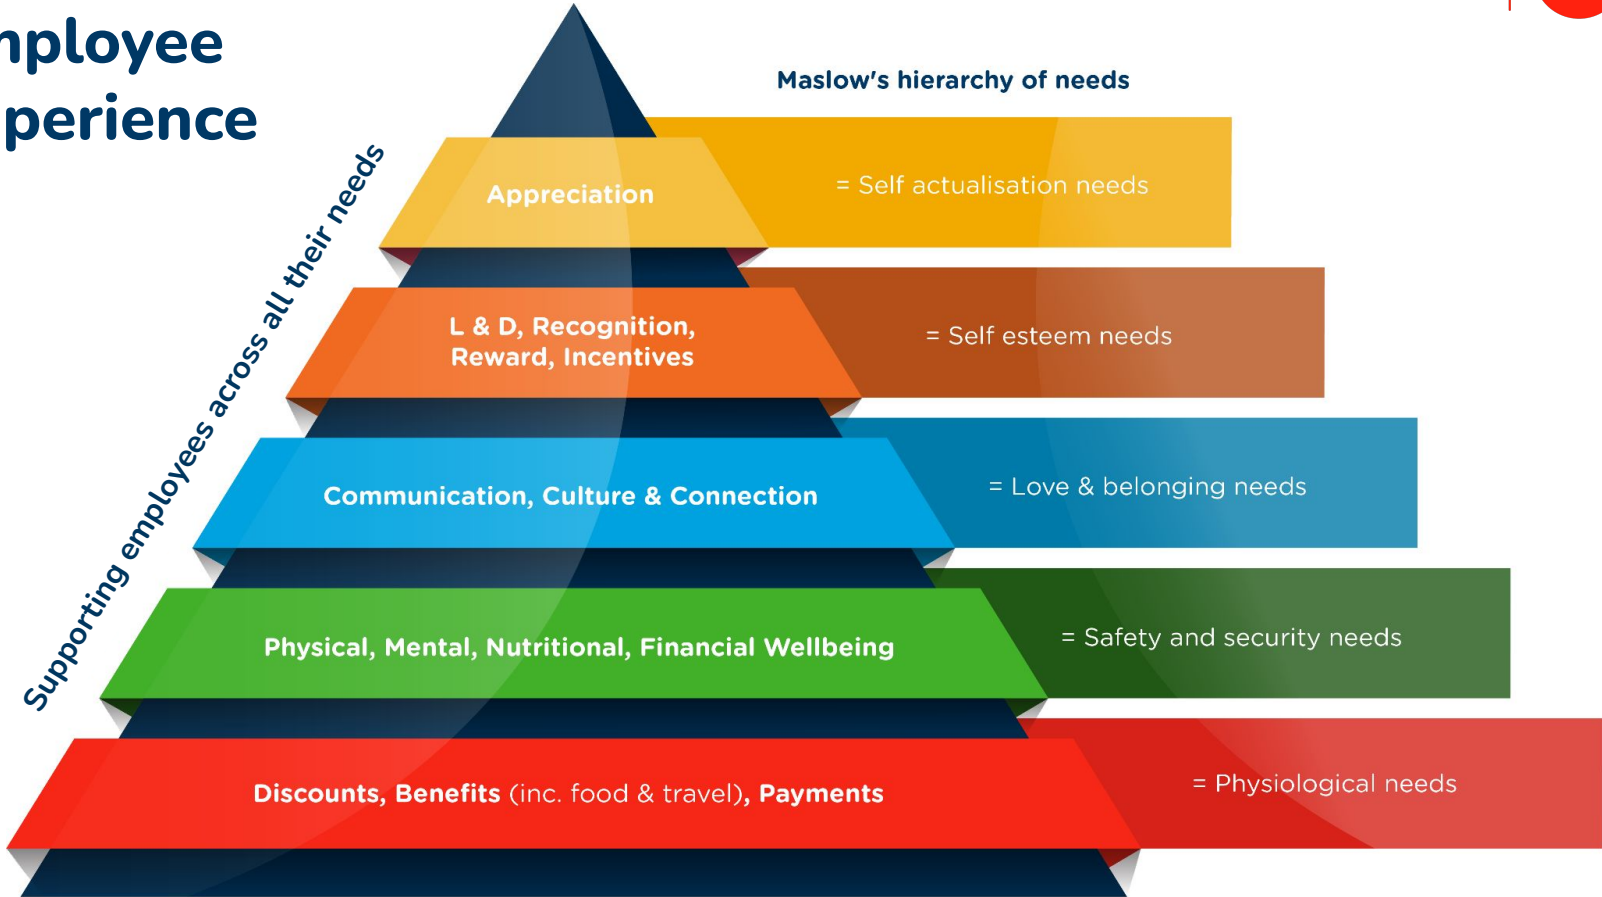 mployee
perience
Supporting employees across all their needs
Maslow's hierarchy of needs
Appreciation
= Self actualisation needs
L & D, Recognition,
Reward, Incentives
= Self esteem needs
Communication, Culture & Connection
= Love & belonging needs
Physical, Mental, Nutritional, Financial Wellbeing
= Safety and security needs
Discounts, Benefits (inc. food & travel), Payments
= Physiological needs